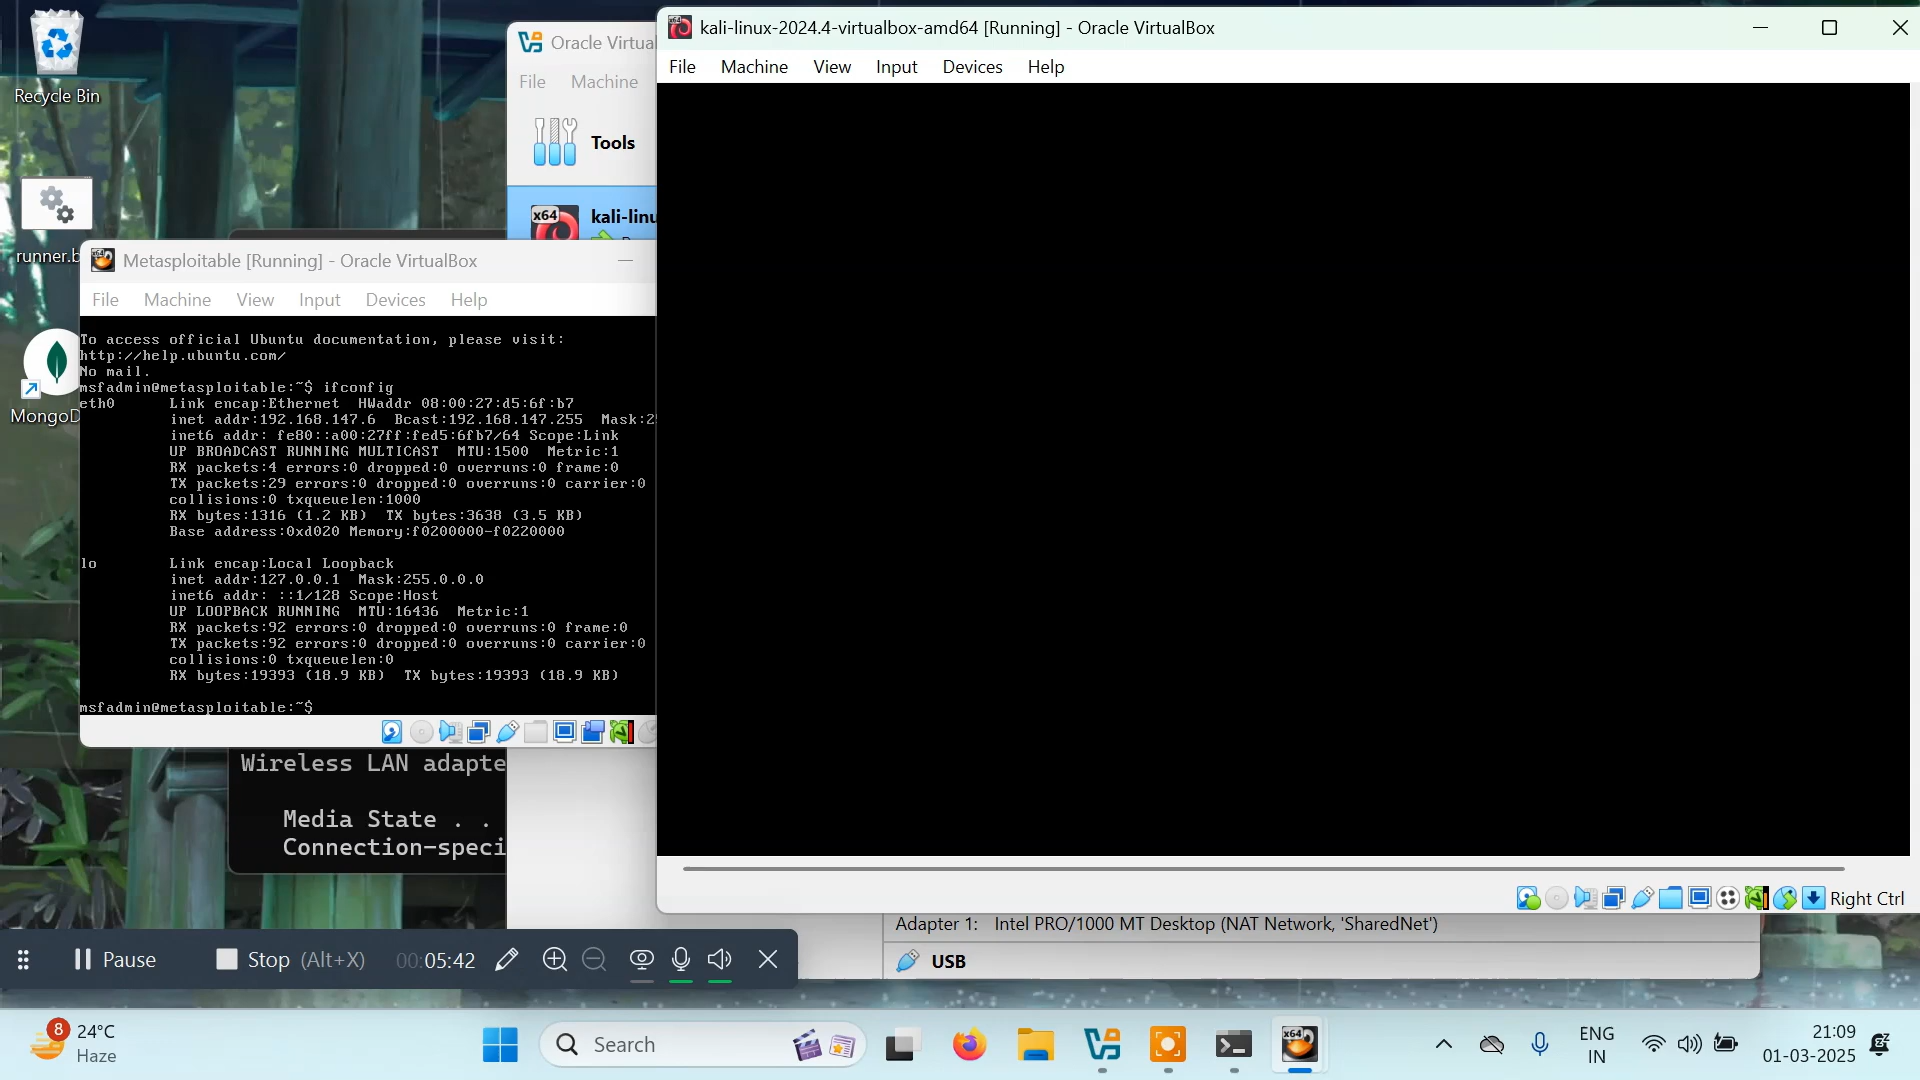 Recycle Bin
runner.b
MongoD
Oracle Virtual
File Machine
Tools
x64
kali-linu
Metasploitable [Running] - Oracle VirtualBox
File Machine View Input Devices Help
To access official Ubuntu documentation, please visit:
http://help.ubuntu.com/
No mail.
msfadmin@metasploitable:~$ ifconfig
eth0 Link encap:Ethernet HWaddr 08:00:27:d5:6f:b7
inet addr:192.168.147.6 Bcast:192.168.147.255 Mask:25
inet6 addr: fe80::a00:27ff:fed5:6fb7/64 Scope:Link
UP BROADCAST RUNNING MULTICAST MTU:1500 Metric:1
RX packets:4 errors:0 dropped:0 overruns:0 frame:0
TX packets:29 errors:0 dropped:0 overruns:0 carrier:0
collisions:0 txqueuelen:1000
RX bytes:1316 (1.2 KB) TX bytes:3638 (3.5 KB)
Base address:0xd020 Memory:f0200000-f0220000
lo Link encap:Local Loopback
inet addr:127.0.0.1 Mask:255.0.0.0
inet6 addr: ::1/128 Scope:Host
UP LOOPBACK RUNNING MTU:16436 Metric:1
RX packets:92 errors:0 dropped:0 overruns:0 frame:0
TX packets:92 errors:0 dropped:0 overruns:0 carrier:0
collisions:0 txqueuelen:0
RX bytes:19393 (18.9 KB) TX bytes:19393 (18.9 KB)
msfadmin@metasploitable:~$
Wireless LAN adapte
Media State . .
Connection-speci
kali-linux-2024.4-virtualbox-amd64 [Running] - Oracle VirtualBox
File Machine View Input Devices Help
Right Ctrl
Adapter 1: Intel PRO/1000 MT Desktop (NAT Network, 'SharedNet')
USB
Pause Stop (Alt+X) 00:05:42
8
24°C
Haze
Search
x64
ENG
IN
21:09
01-03-2025